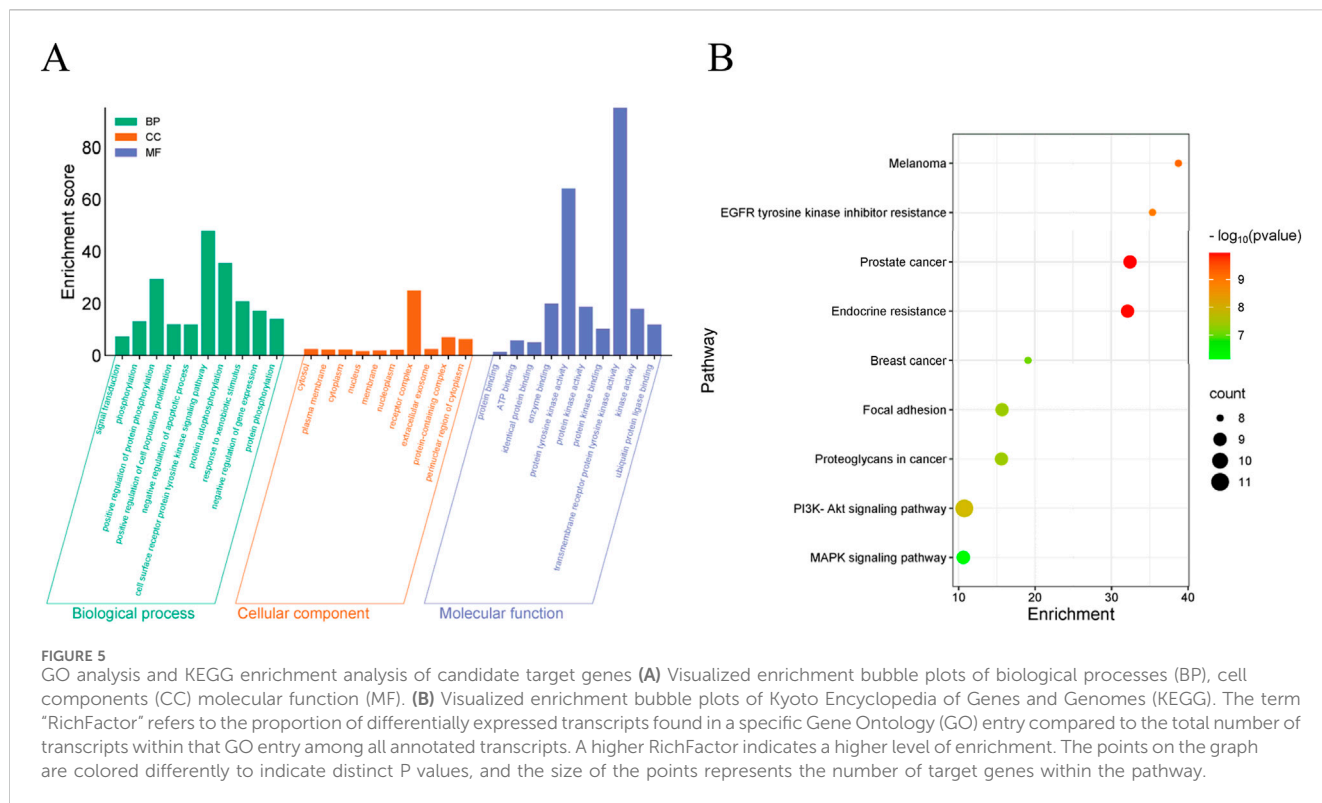 A
B
BP
CC
MF
Enrichment score
80
60
40
20
0
signal transduction
phosphorylation
positive regulation of protein phosphorylation
positive regulation of cell population proliferation
negative regulation of apoptotic process
cell surface receptor protein tyrosine kinase signaling pathway
protein autophosphorylation
response to xenobiotic stimulus
negative regulation of gene expression
protein phosphorylation
cytosol
plasma membrane
cytoplasm
nucleus
membrane
nucleoplasm
receptor complex
extracellular exosome
protein-containing complex
perinuclear region of cytoplasm
protein binding
ATP binding
identical protein binding
enzyme binding
protein tyrosine kinase activity
protein kinase activity
protein kinase binding
transmembrane receptor protein tyrosine kinase activity
kinase activity
ubiquitin protein ligase binding
Biological process
Cellular component
Molecular function
Pathway
Melanoma
EGFR tyrosine kinase inhibitor resistance
Prostate cancer
Endocrine resistance
Breast cancer
Focal adhesion
Proteoglycans in cancer
PI3K- Akt signaling pathway
MAPK signaling pathway
10 20 30 40
Enrichment
- log10(pvalue)
9
8
7
count
8
9
10
11
FIGURE 5
GO analysis and KEGG enrichment analysis of candidate target genes (A) Visualized enrichment bubble plots of biological processes (BP), cell
components (CC) molecular function (MF). (B) Visualized enrichment bubble plots of Kyoto Encyclopedia of Genes and Genomes (KEGG). The term
"RichFactor" refers to the proportion of differentially expressed transcripts found in a specific Gene Ontology (GO) entry compared to the total number of
transcripts within that GO entry among all annotated transcripts. A higher RichFactor indicates a higher level of enrichment. The points on the graph
are colored differently to indicate distinct P values, and the size of the points represents the number of target genes within the pathway.